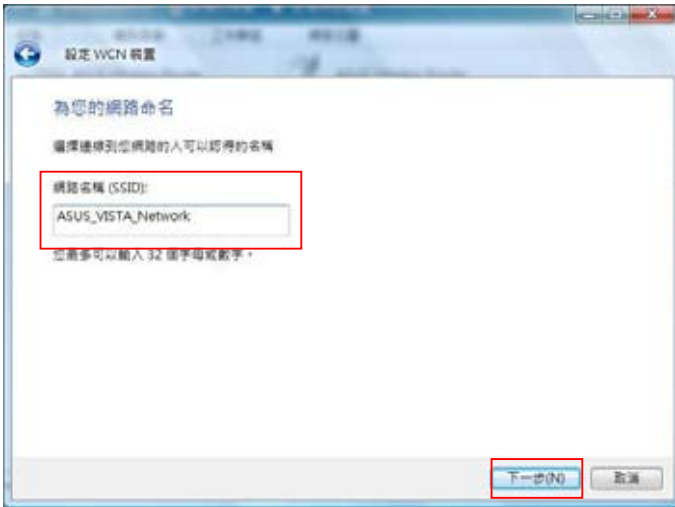 設定 WCN 裝置
為您的網路命名
選擇連線到您網路的人可以認得的名稱
網路名稱 (SSID):
ASUS_VISTA_Network
您最多可以輸入 32 個字母或數字。
下一步(N)
取消